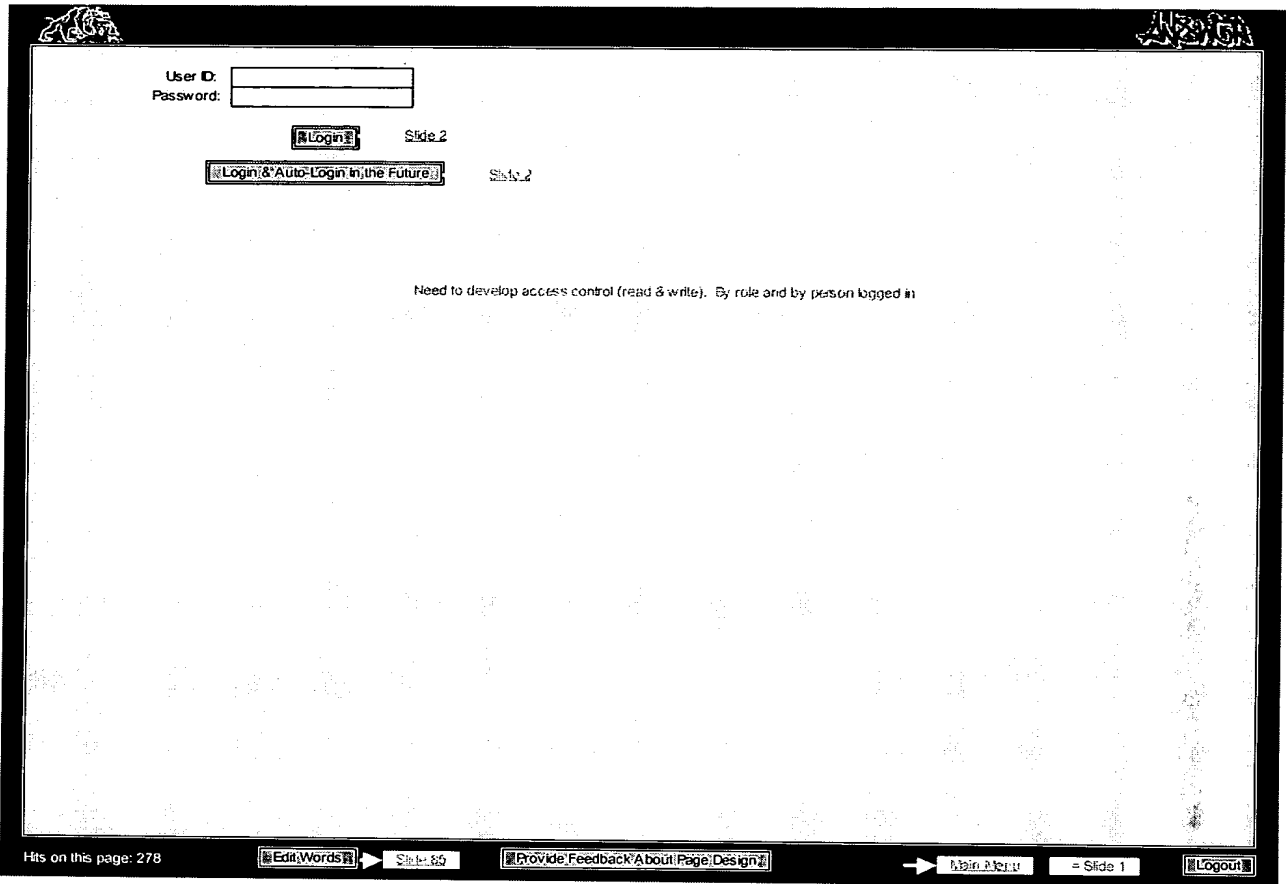 User ID:
Password:
Login Slide 2
Login & Auto-Login in the Future Slide 2
Need to develop access control (read & write). By role and by person logged in
Hits on this page: 278 Edit Words Slide 85 Provide Feedback About Page Design Main Menu = Slide 1 Logout